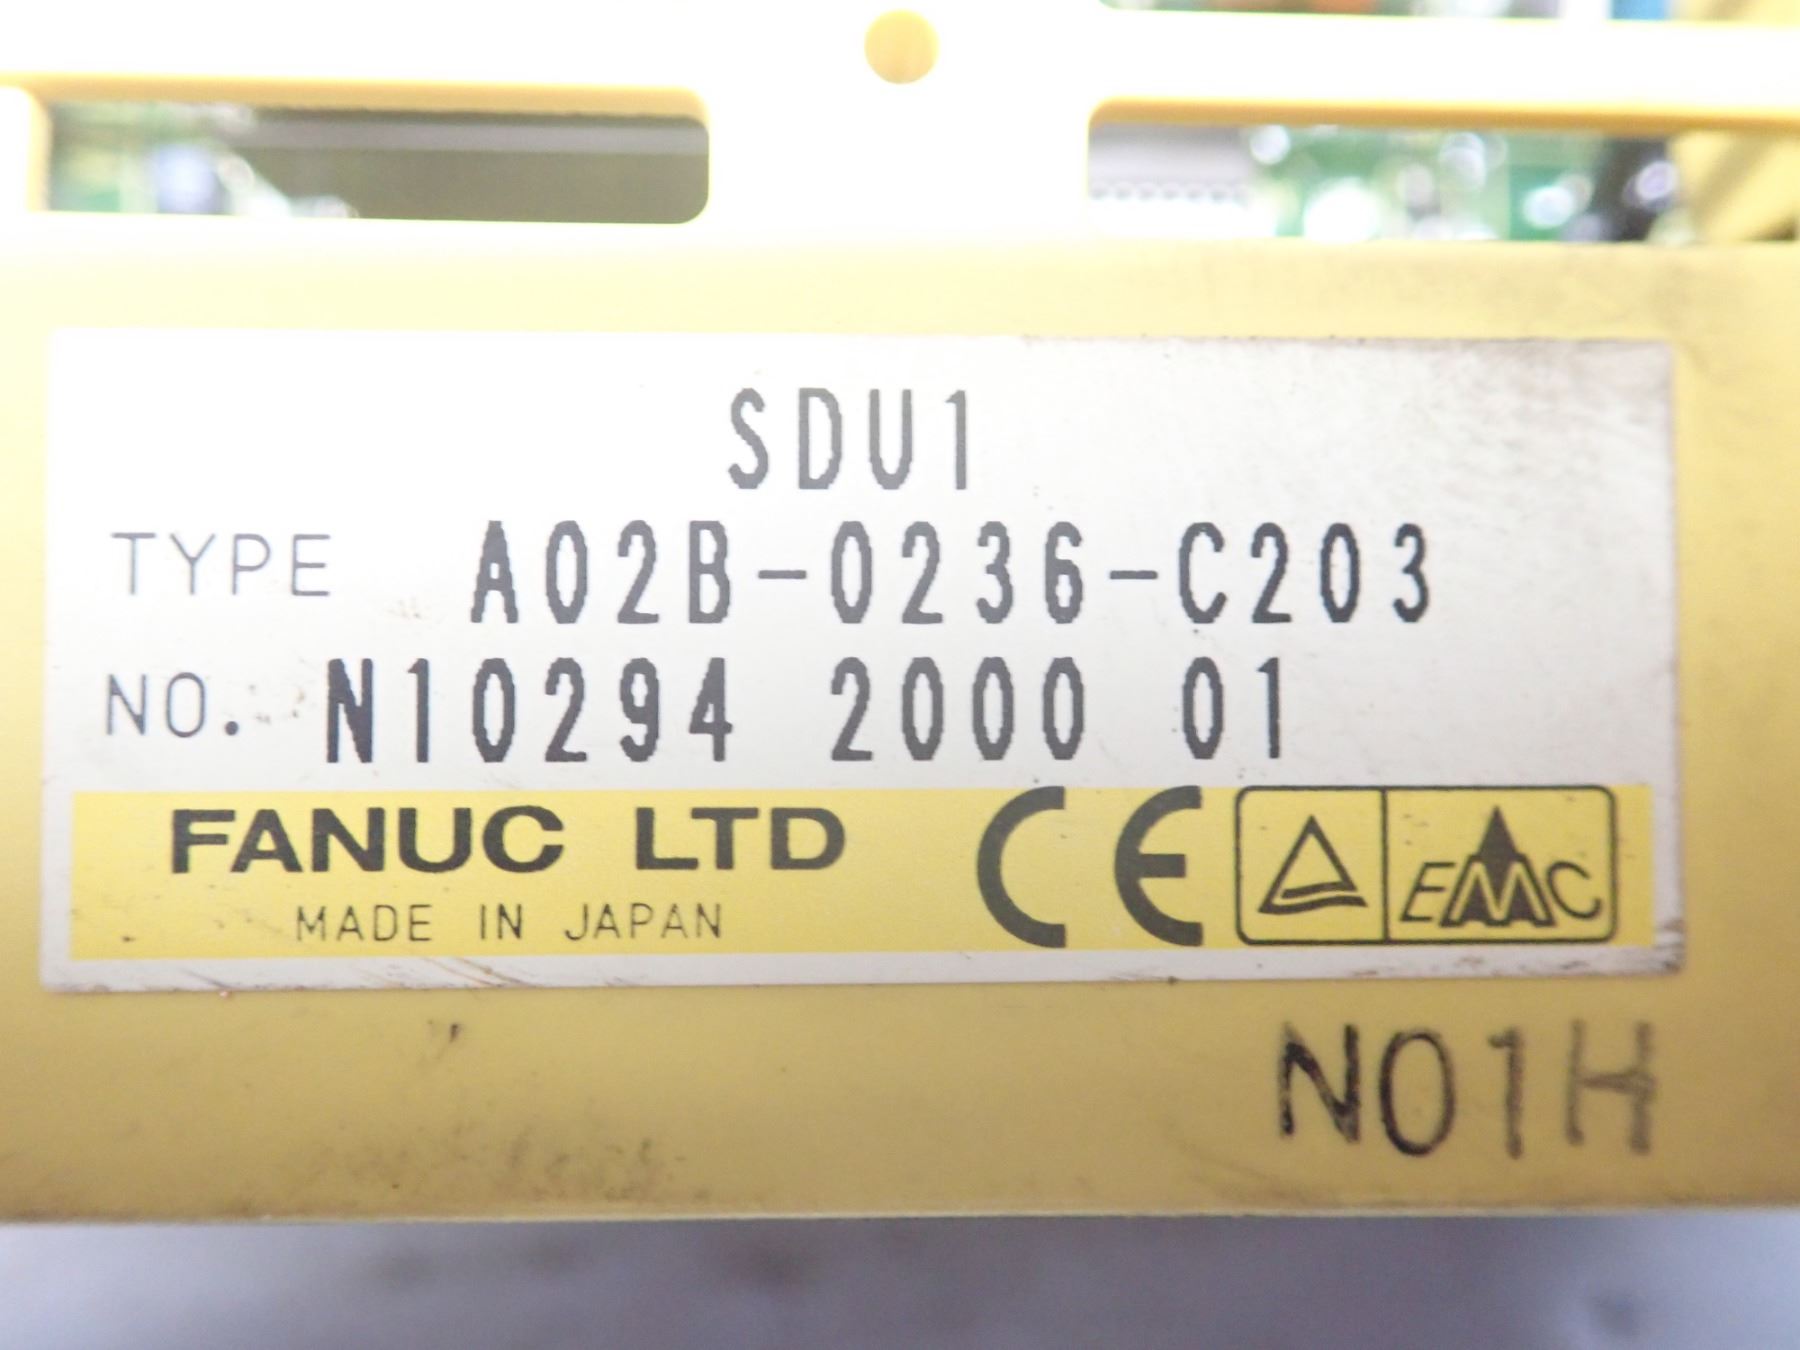 SDU1
TYPE A02B-0236-C203
NO. N10294 2000 01
FANUC LTD CE EMC
MADE IN JAPAN
N01H